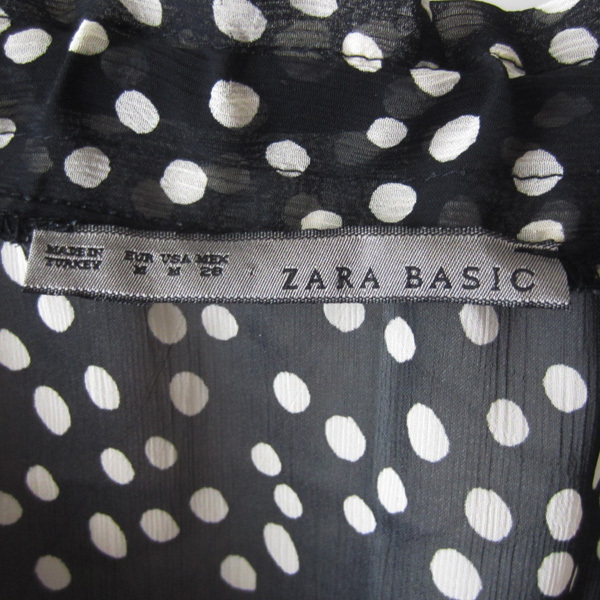 MADE IN
TURKEY
EUR USA MEX
M M 28
ZARA BASIC